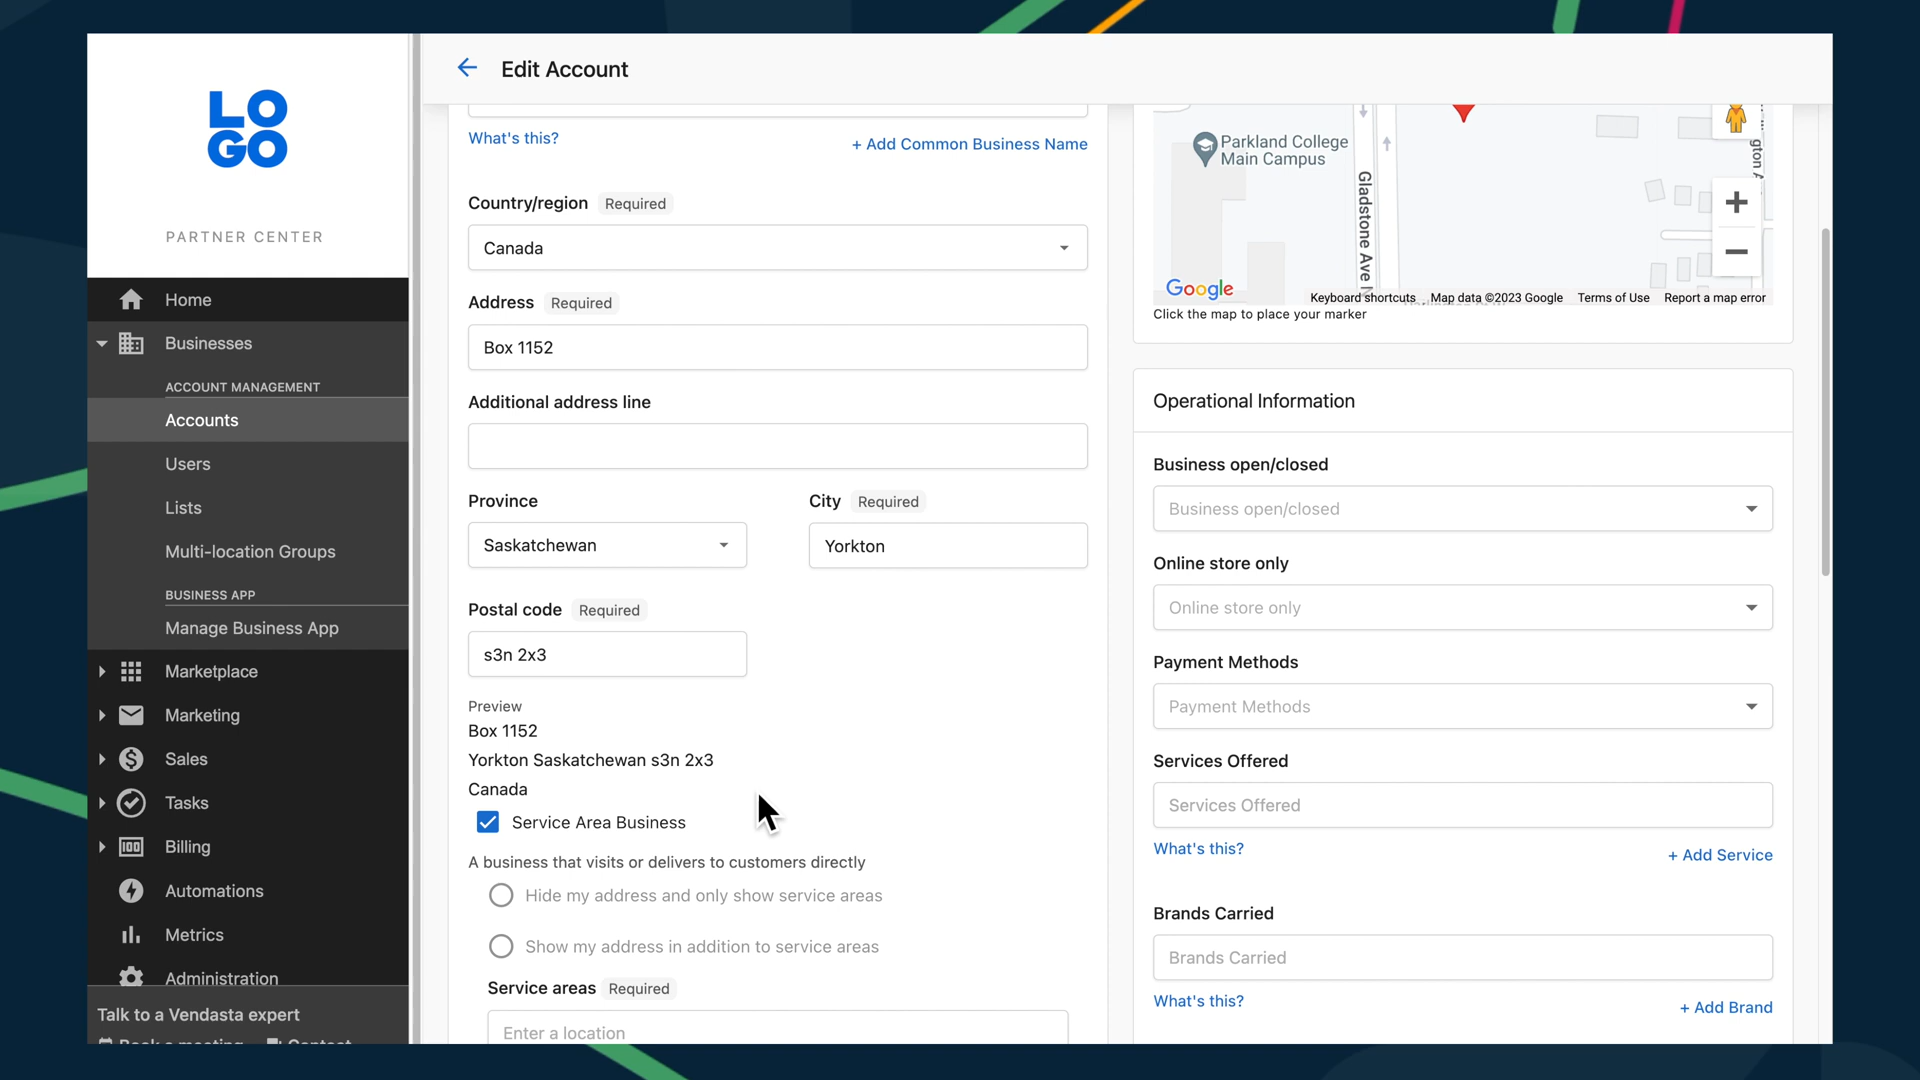 LO
GO
PARTNER CENTER
Home
Businesses
ACCOUNT MANAGEMENT
Accounts
Users
Lists
Multi-location Groups
BUSINESS APP
Manage Business App
Marketplace
Marketing
Sales
Tasks
Billing
Automations
Metrics
Administration
Talk to a Vendasta expert
Book a meeting Contact
Edit Account
What's this?
+ Add Common Business Name
Country/region Required
Canada
Address Required
Box 1152
Additional address line
Province
Saskatchewan
City Required
Yorkton
Postal code Required
s3n 2x3
Preview
Box 1152
Yorkton Saskatchewan s3n 2x3
Canada
Service Area Business
A business that visits or delivers to customers directly
Hide my address and only show service areas
Show my address in addition to service areas
Service areas Required
Enter a location
Parkland College
Main Campus
Gladstone Ave N
gton A
Google
Keyboard shortcuts Map data ©2023 Google Terms of Use Report a map error
Click the map to place your marker
Operational Information
Business open/closed
Business open/closed
Online store only
Online store only
Payment Methods
Payment Methods
Services Offered
Services Offered
What's this?
+ Add Service
Brands Carried
Brands Carried
What's this?
+ Add Brand